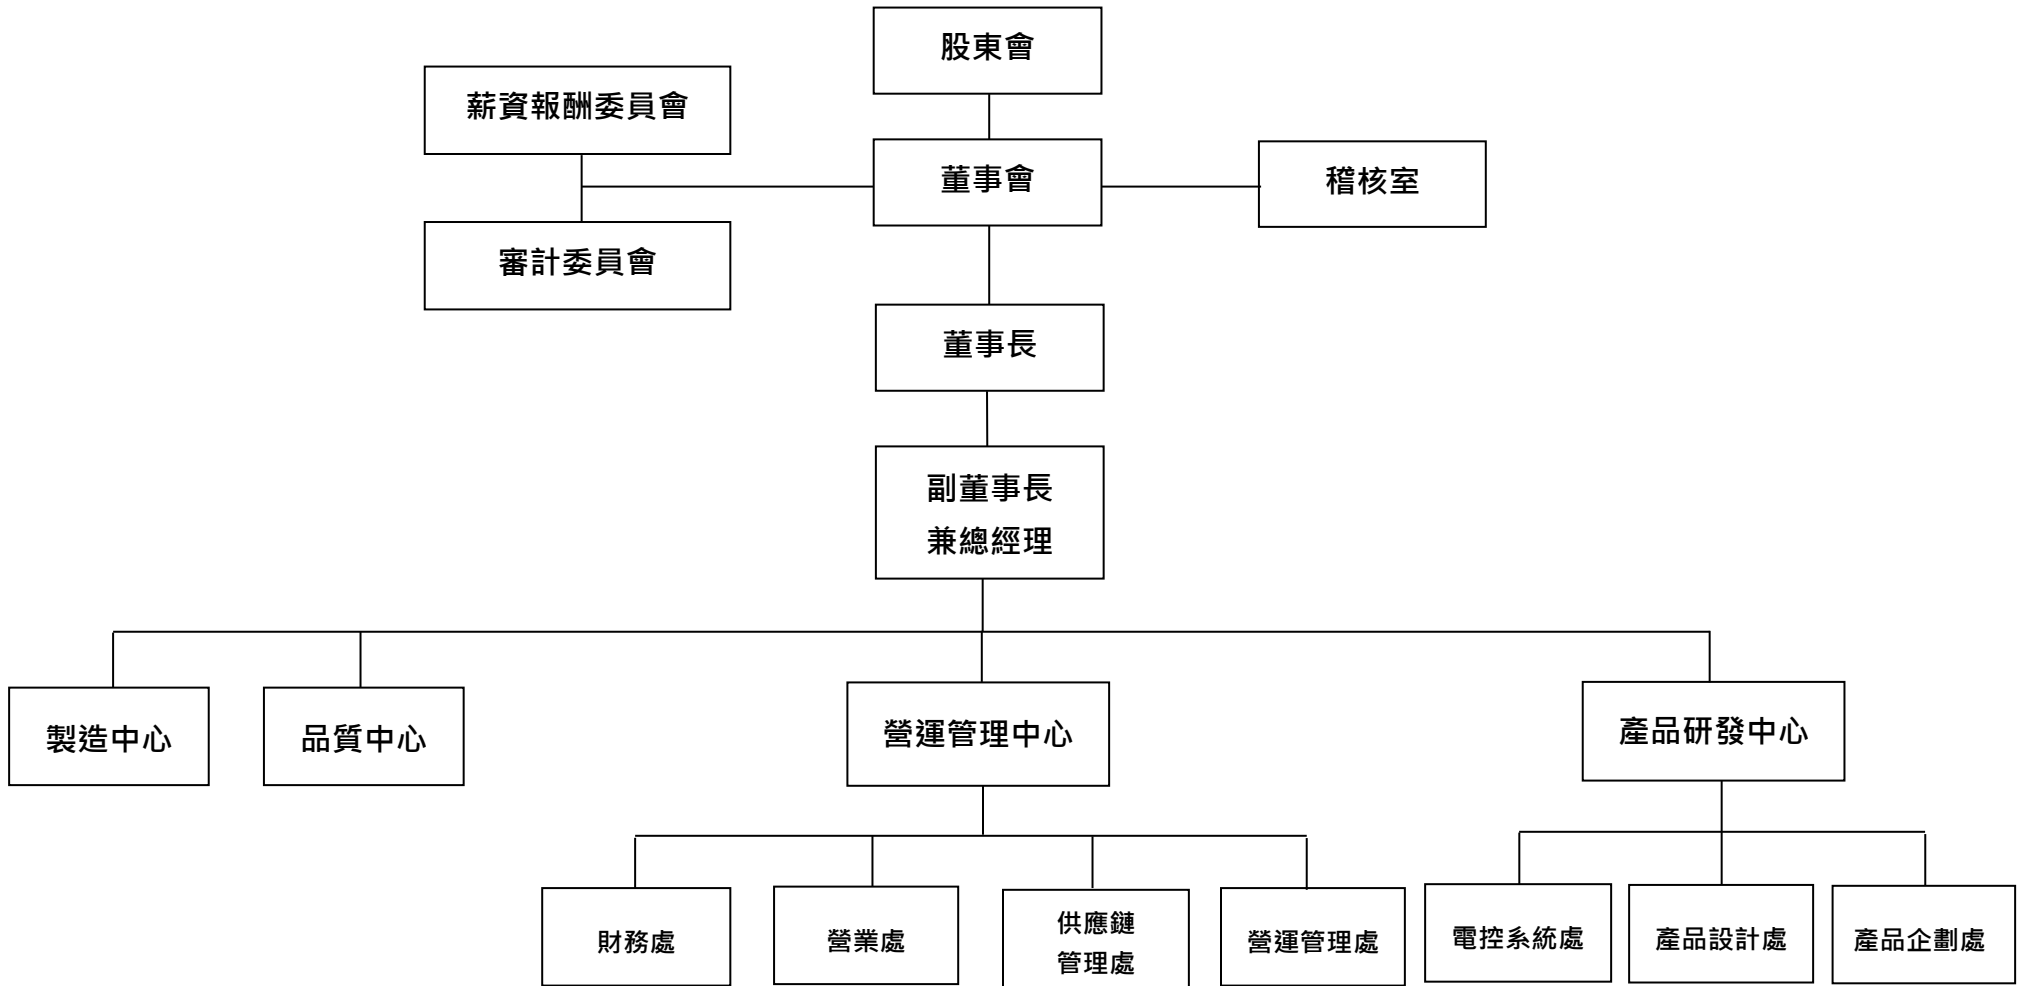 股東會
薪資報酬委員會
董事會
稽核室
審計委員會
董事長
副董事長
兼總經理
製造中心
品質中心
營運管理中心
產品研發中心
財務處
營業處
供應鏈
管理處
營運管理處
電控系統處
產品設計處
產品企劃處